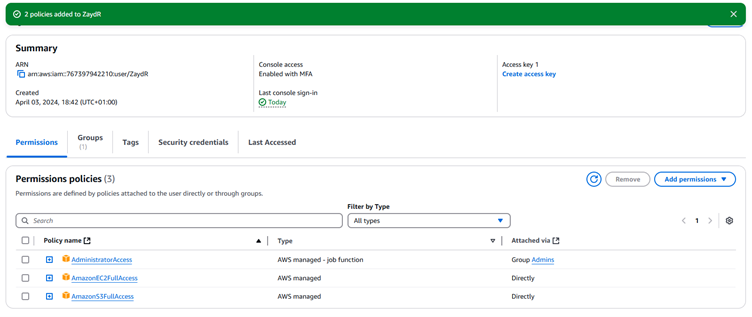 2 policies added to ZaydR
Summary
ARN
arn:aws:iam::767397942210:user/ZaydR
Console access
Enabled with MFA
Access key 1
Create access key
Created
April 03, 2024, 18:42 (UTC+01:00)
Last console sign-in
Today
Permissions
Groups
(1)
Tags
Security credentials
Last Accessed
Permissions policies (3)
Remove
Add permissions
Permissions are defined by policies attached to the user directly or through groups.
Filter by Type
Search
All types
1
Policy name
Type
Attached via
AdministratorAccess
AWS managed - job function
Group Admins
AmazonEC2FullAccess
AWS managed
Directly
AmazonS3FullAccess
AWS managed
Directly